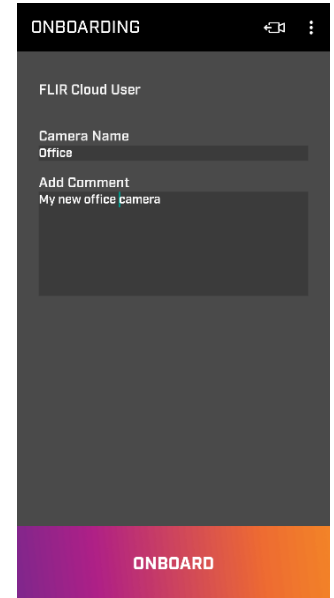 ONBOARDING
FLIR Cloud User
Camera Name
Office
Add Comment
My new office camera
ONBOARD